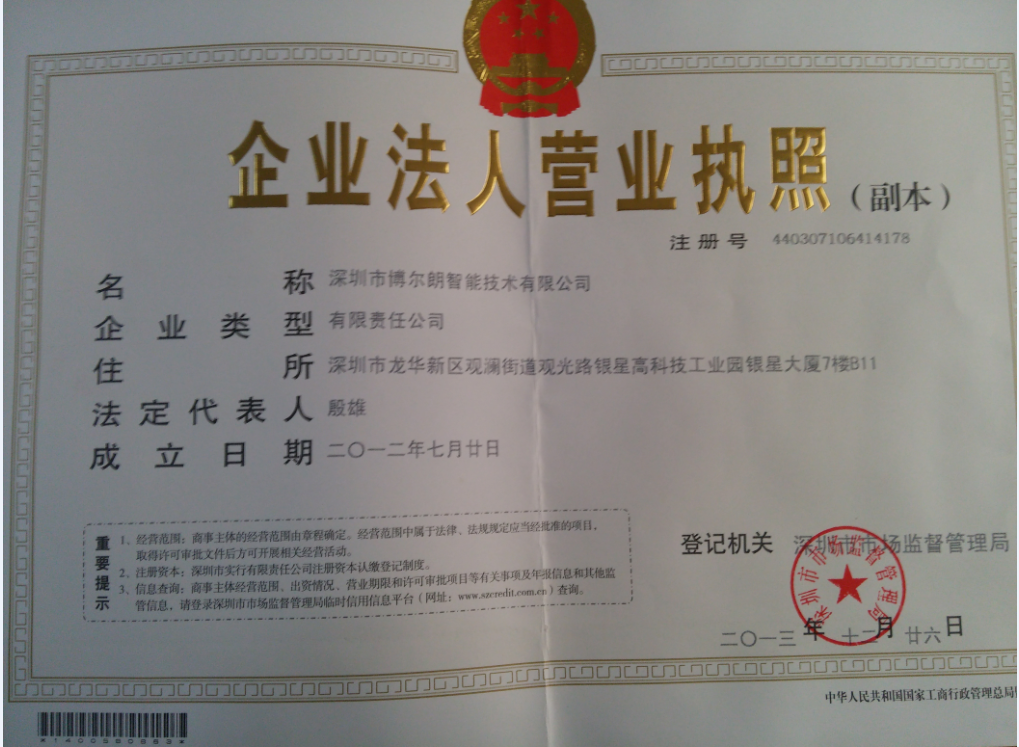 企业法人营业执照（副本）
注册号 440307106414178
名称 深圳市博尔朗智能技术有限公司
企业类型 有限责任公司
住所 深圳市龙华新区观澜街道观光路银星高科技工业园银星大厦7楼B11
法定代表人 殷雄
成立日期 二〇一二年七月廿日
重要提示
1、经营范围：商事主体的经营范围由章程确定。经营范围中属于法律、法规规定应当经批准的项目，
取得许可审批文件后方可开展相关经营活动。
2、注册资本：深圳市实行有限责任公司注册资本认缴登记制度。
3、信息查询：商事主体经营范围、出资情况、营业期限和许可审批项目等有关事项及年报信息和其他监
管信息，请登录深圳市市场监督管理局临时信用信息平台（网址：www.szcredit.com.cn）查询。
登记机关 深圳市市场监督管理局
深圳市市场监督管理局
二〇一三年十二月廿六日
中华人民共和国国家工商行政管理总局